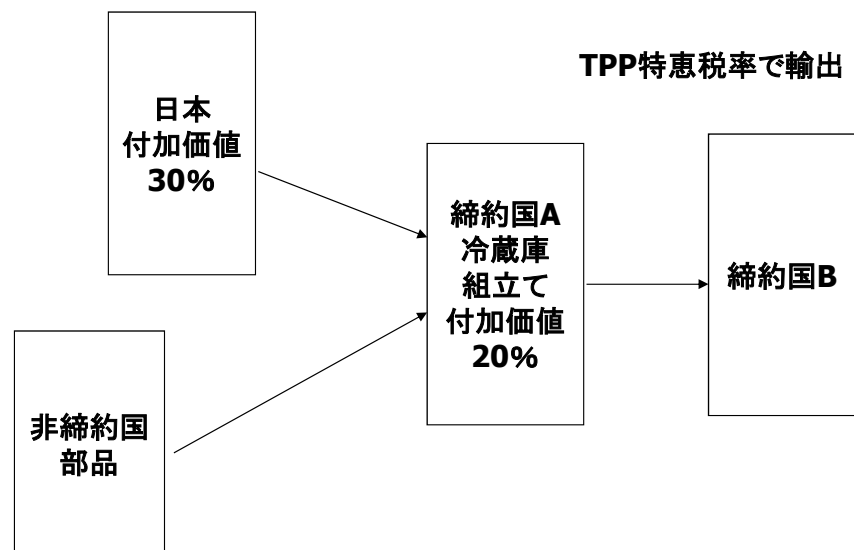 TPP特恵税率で輸出
日本
付加価値
30%
非締約国
部品
締約国A
冷蔵庫
組立て
付加価値
20%
締約国B